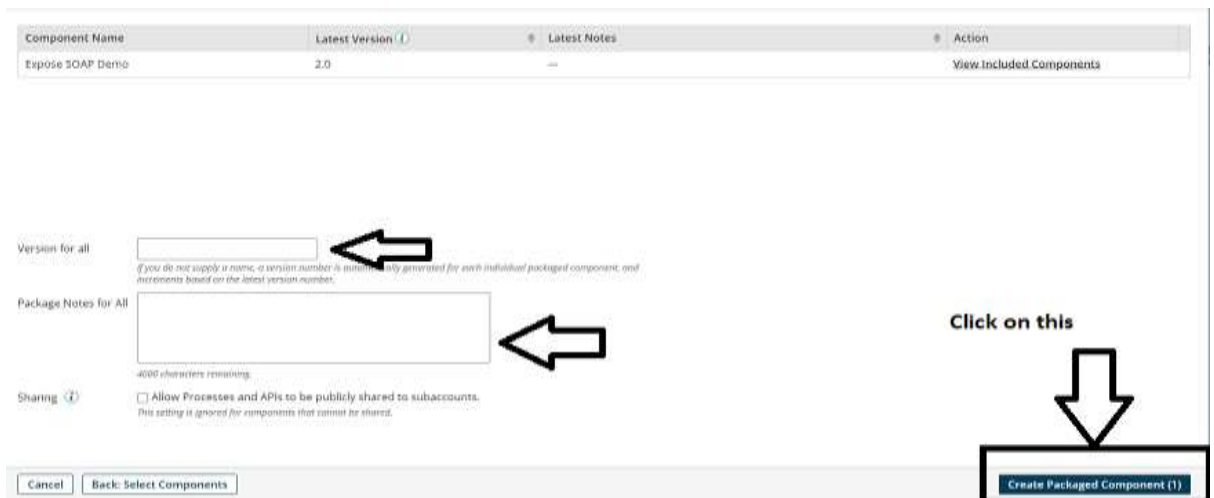 Component Name Latest Version Latest Notes Action
Expose SOAP Demo 2.0 — View Included Components
Version for all
If you do not supply a name, a version number is automatically generated for each individual packaged component, and
increments based on the latest version number.
Package Notes for All
Click on this
4000 characters remaining.
Sharing Allow Processes and APIs to be publicly shared to subaccounts.
This setting is ignored for components that cannot be shared.
Cancel Back: Select Components Create Packaged Component (1)